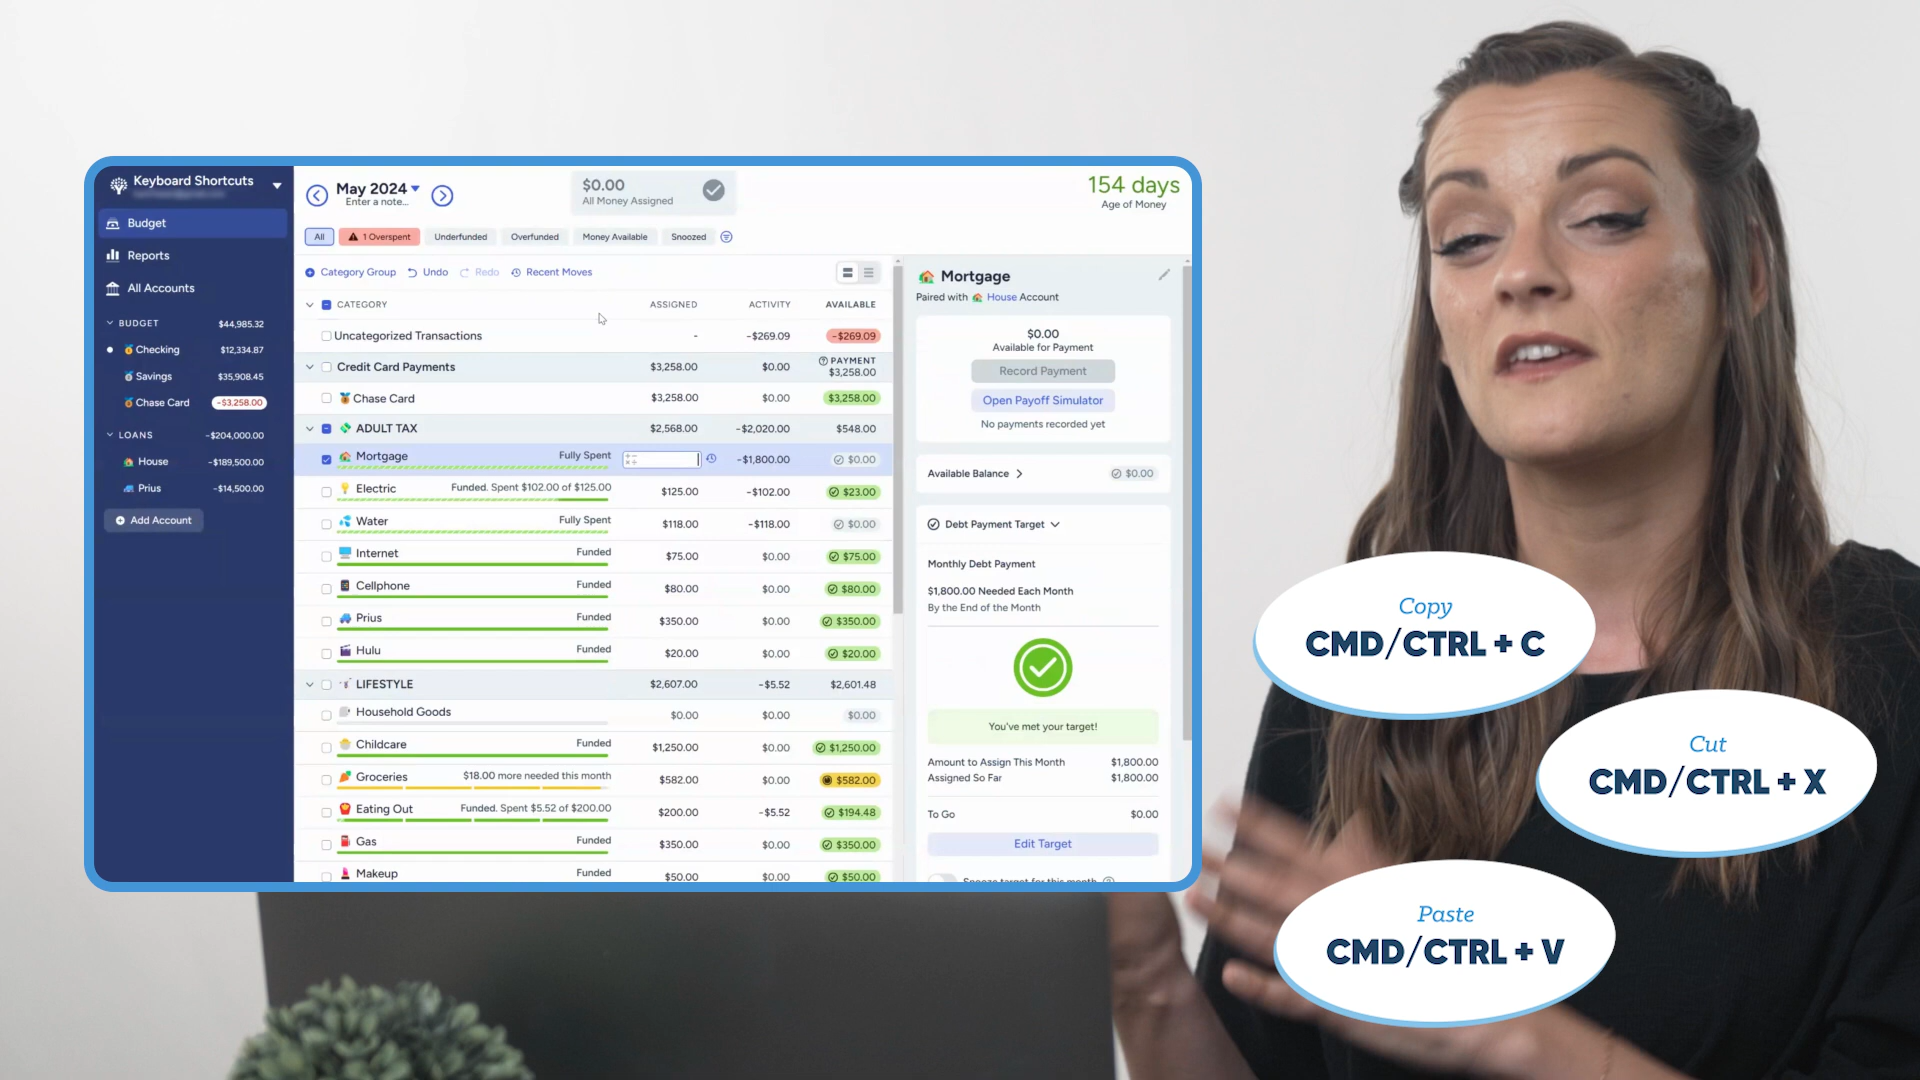 Keyboard Shortcuts
Budget
Reports
All Accounts
BUDGET $44,985.32
Checking $12,334.87
Savings $35,908.45
Chase Card -$3,258.00
LOANS -$204,000.00
House -$189,500.00
Prius -$14,500.00
Add Account
May 2024
Enter a note...
$0.00
All Money Assigned
154 days
Age of Money
All 1 Overspent Underfunded Overfunded Money Available Snoozed
Category Group Undo Redo Recent Moves
CATEGORY ASSIGNED ACTIVITY AVAILABLE
Uncategorized Transactions - -$269.09 -$269.09
Credit Card Payments $3,258.00 $0.00 PAYMENT $3,258.00
Chase Card $3,258.00 $0.00 $3,258.00
ADULT TAX $2,568.00 -$2,020.00 $548.00
Mortgage Fully Spent -$1,800.00 $0.00
Electric Funded. Spent $102.00 of $125.00 $125.00 -$102.00 $23.00
Water Fully Spent $118.00 -$118.00 $0.00
Internet Funded $75.00 $0.00 $75.00
Cellphone Funded $80.00 $0.00 $80.00
Prius Funded $350.00 $0.00 $350.00
Hulu Funded $20.00 $0.00 $20.00
LIFESTYLE $2,607.00 -$5.52 $2,601.48
Household Goods $0.00 $0.00 $0.00
Childcare Funded $1,250.00 $0.00 $1,250.00
Groceries $18.00 more needed this month $582.00 $0.00 $582.00
Eating Out Funded. Spent $5.52 of $200.00 $200.00 -$5.52 $194.48
Gas Funded $350.00 $0.00 $350.00
Makeup Funded $50.00 $0.00 $50.00
Mortgage
Paired with House Account
$0.00
Available for Payment
Record Payment
Open Payoff Simulator
No payments recorded yet
Available Balance $0.00
Debt Payment Target
Monthly Debt Payment
$1,800.00 Needed Each Month
By the End of the Month
You've met your target!
Amount to Assign This Month $1,800.00
Assigned So Far $1,800.00
To Go $0.00
Edit Target
Snooze target for this month
Copy
CMD/CTRL + C
Cut
CMD/CTRL + X
Paste
CMD/CTRL + V